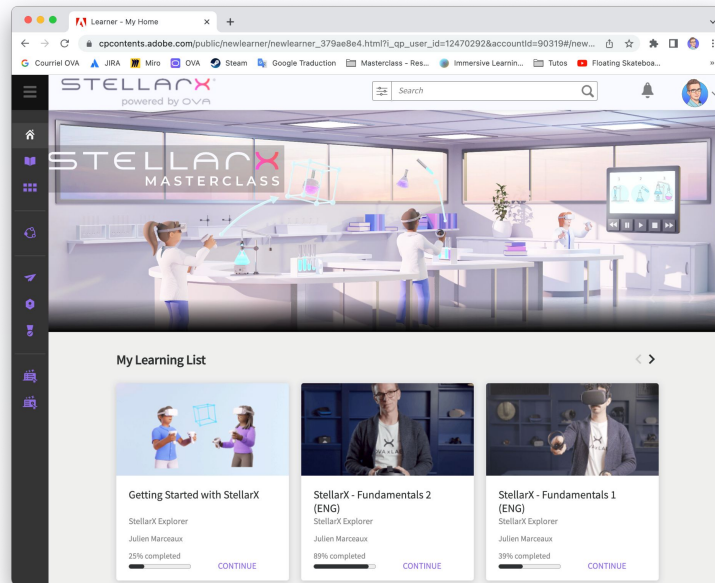 Learner - My Home
cpcontents.adobe.com/public/newlearner/newlearner_379ae8e4.html?i_qp_user_id=12470292&accountId=90319#/new...
Courriel OVA JIRA Miro OVA Steam Google Traduction Masterclass - Res... Immersive Learnin... Tutos Floating Skateboa... »
STELLARX
powered by OVA
Search
STELLARX
MASTERCLASS
My Learning List
Getting Started with StellarX
StellarX Explorer
Julien Marceaux
25% completed
CONTINUE
StellarX - Fundamentals 2
(ENG)
StellarX Explorer
Julien Marceaux
89% completed
CONTINUE
StellarX - Fundamentals 1
(ENG)
StellarX Explorer
Julien Marceaux
39% completed
CONTINUE